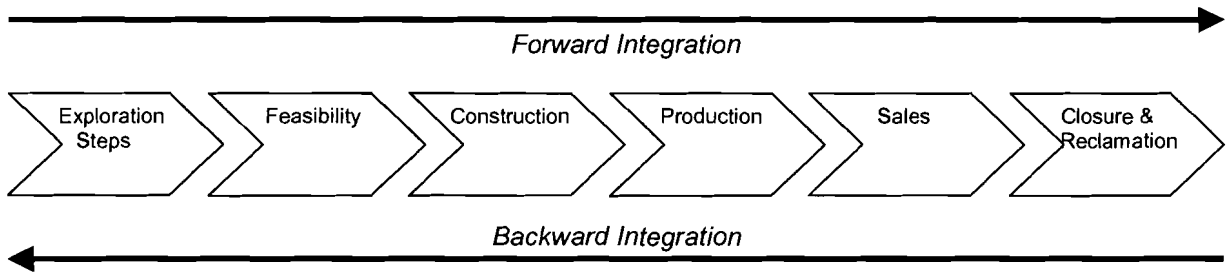 Forward Integration
Exploration
Steps
Feasibility
Construction
Production
Sales
Closure &
Reclamation
Backward Integration